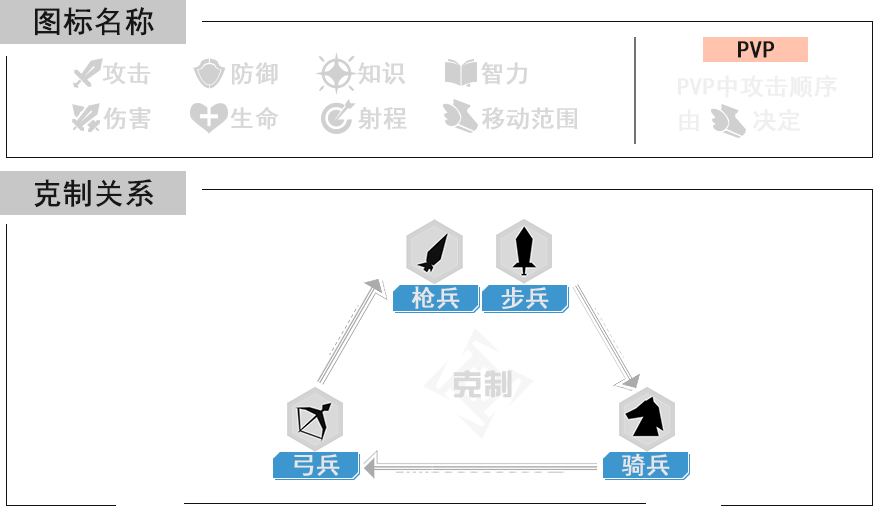 图标名称
攻击 防御 知识 智力
伤害 生命 射程 移动范围
PVP
PVP中攻击顺序
由 决定
克制关系
枪兵 步兵
克制
弓兵 骑兵